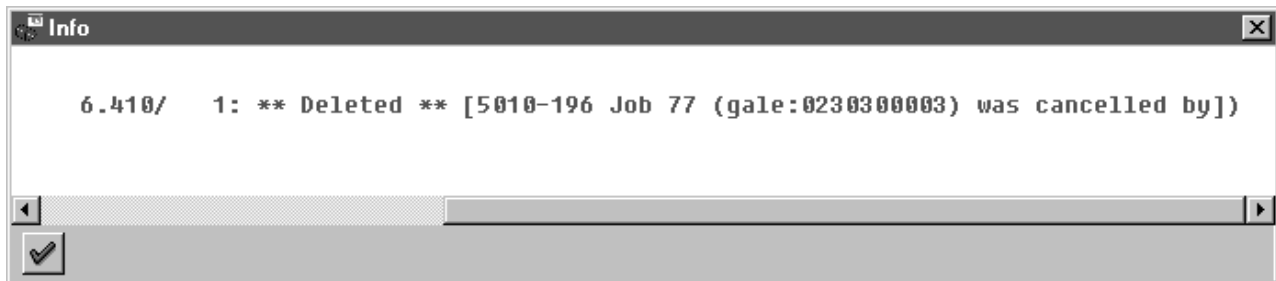 Info
6.410/ 1: ** Deleted ** [5010-196 Job 77 (gale:0230300003) was cancelled by])